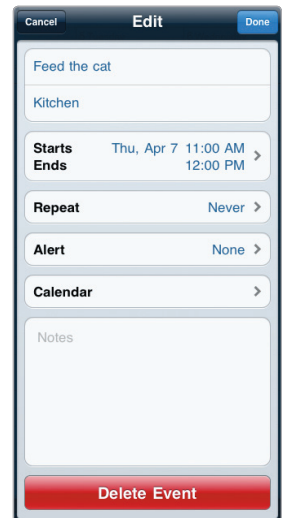 Cancel Edit Done
Feed the cat
Kitchen
Starts Thu, Apr 7 11:00 AM
Ends 12:00 PM
Repeat Never
Alert None
Calendar
Notes
Delete Event